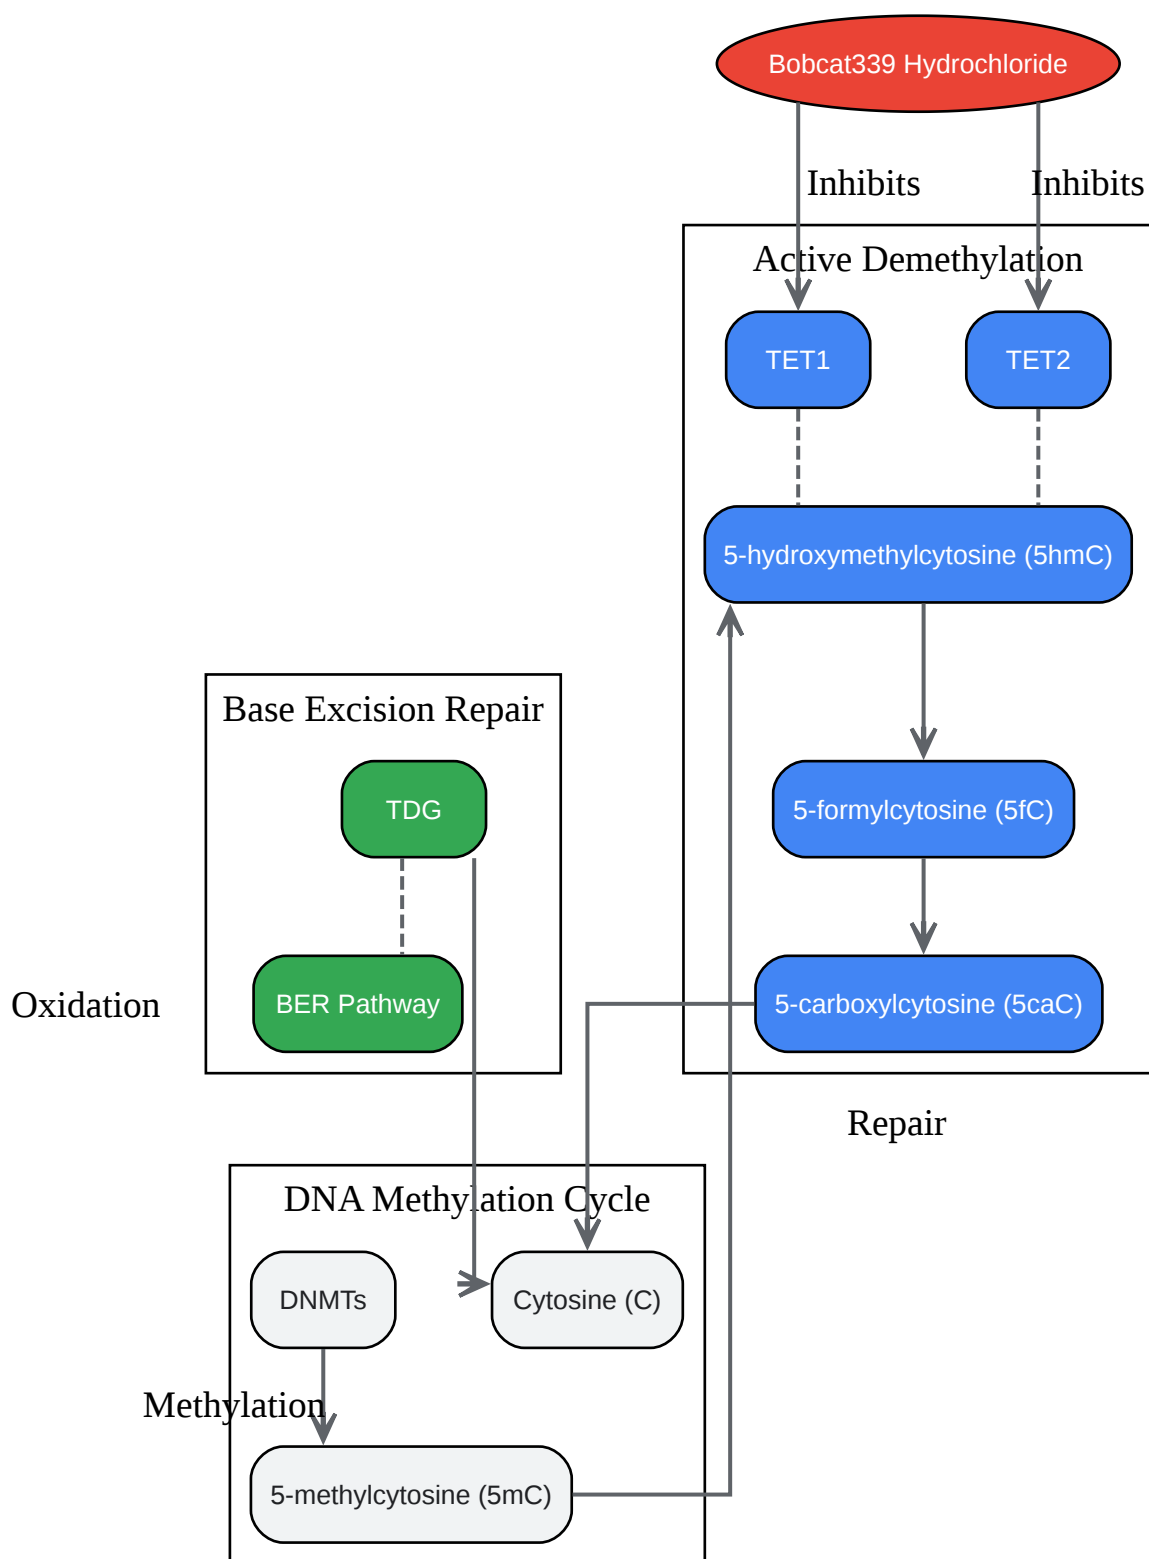 Bobcat339 Hydrochloride
Inhibits
Inhibits
Active Demethylation
TET1
TET2
5-hydroxymethylcytosine (5hmC)
Base Excision Repair
TDG
5-formylcytosine (5fC)
Oxidation
BER Pathway
5-carboxylcytosine (5caC)
Repair
DNA Methylation Cycle
DNMTs
Cytosine (C)
Methylation
5-methylcytosine (5mC)